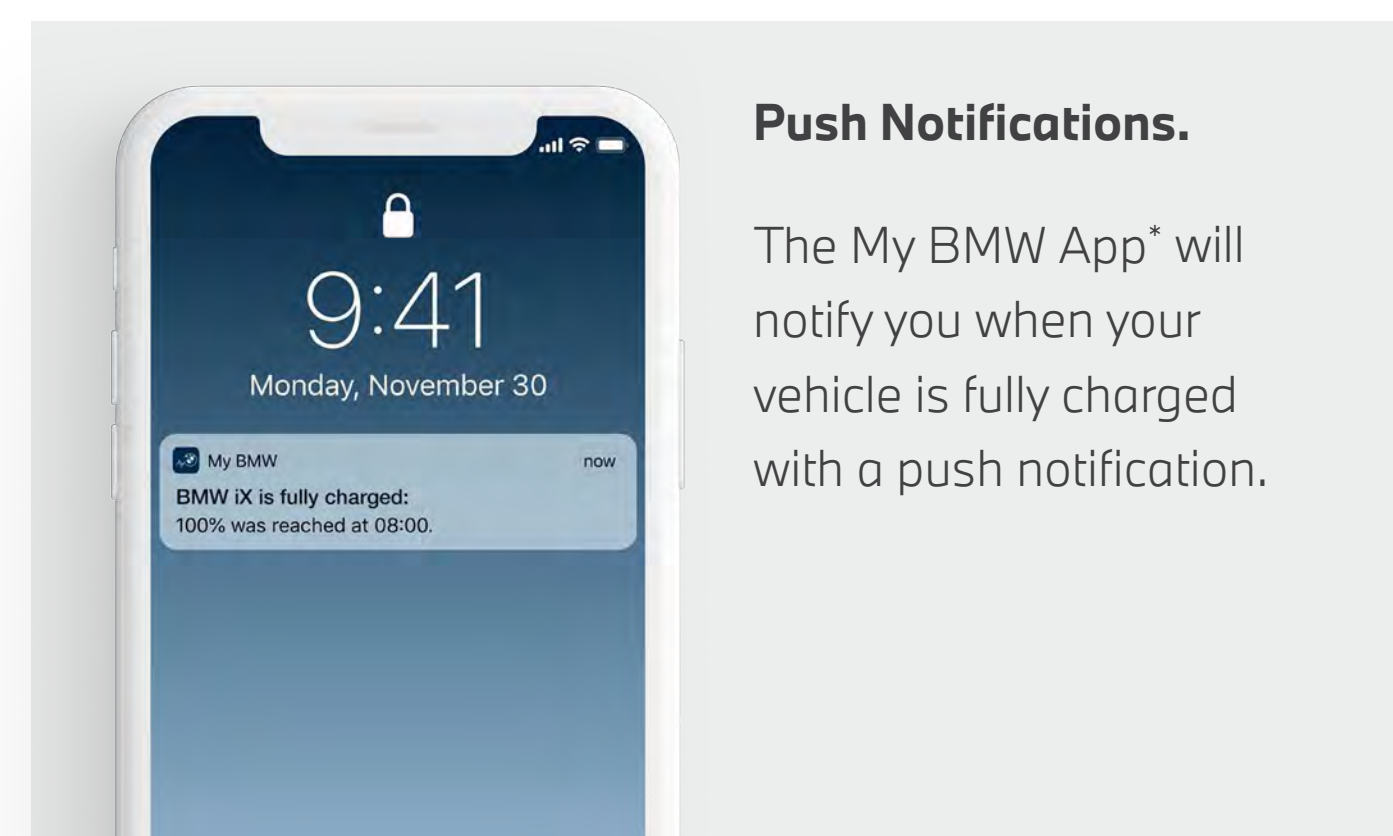 9:41
Monday, November 30
My BMW now
BMW iX is fully charged:
100% was reached at 08:00.
Push Notifications.
The My BMW App* will
notify you when your
vehicle is fully charged
with a push notification.